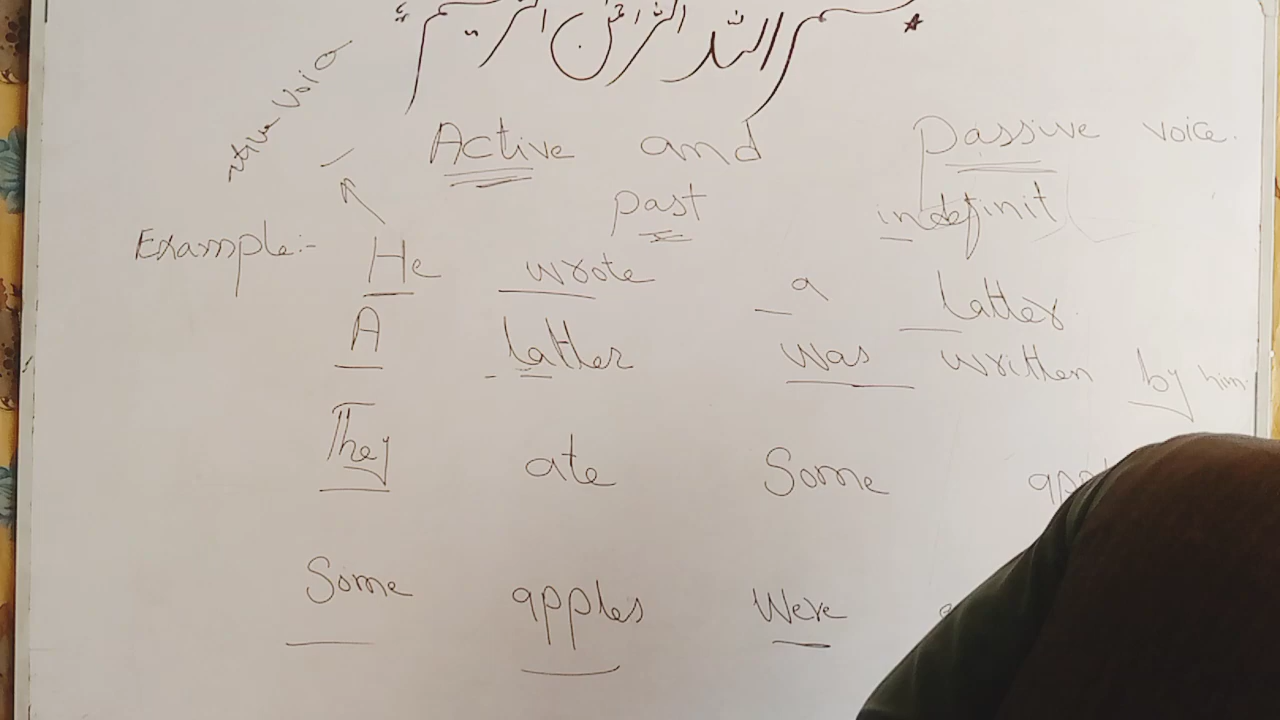 بسم اللہ الرحمٰن الرحیم
Active and Passive voice.
past indefinit
Example:- He wrote a latter
A latter was written by him.
They ate Some
Some apples Were